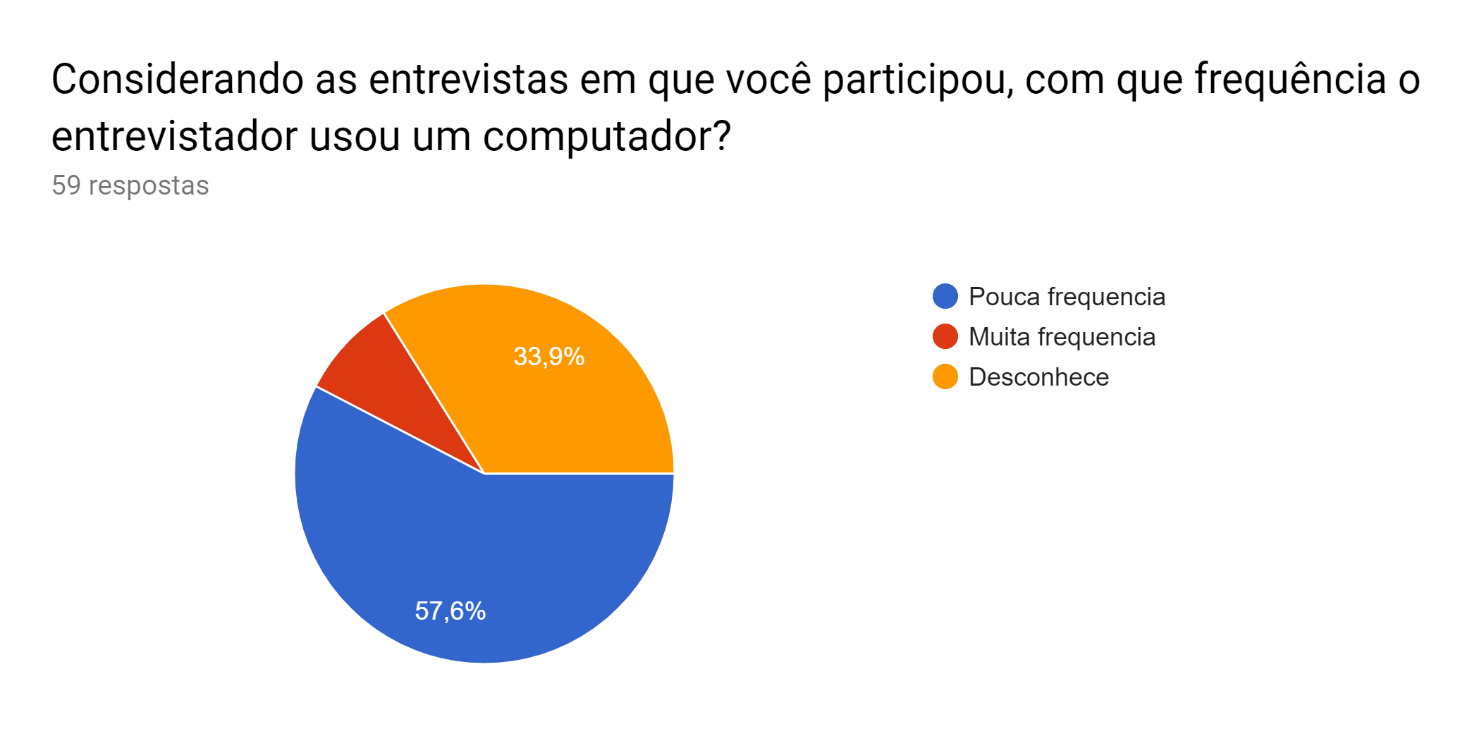 Considerando as entrevistas em que você participou, com que frequência o
entrevistador usou um computador?
59 respostas
Pouca frequencia
Muita frequencia
Desconhece
33,9%
57,6%